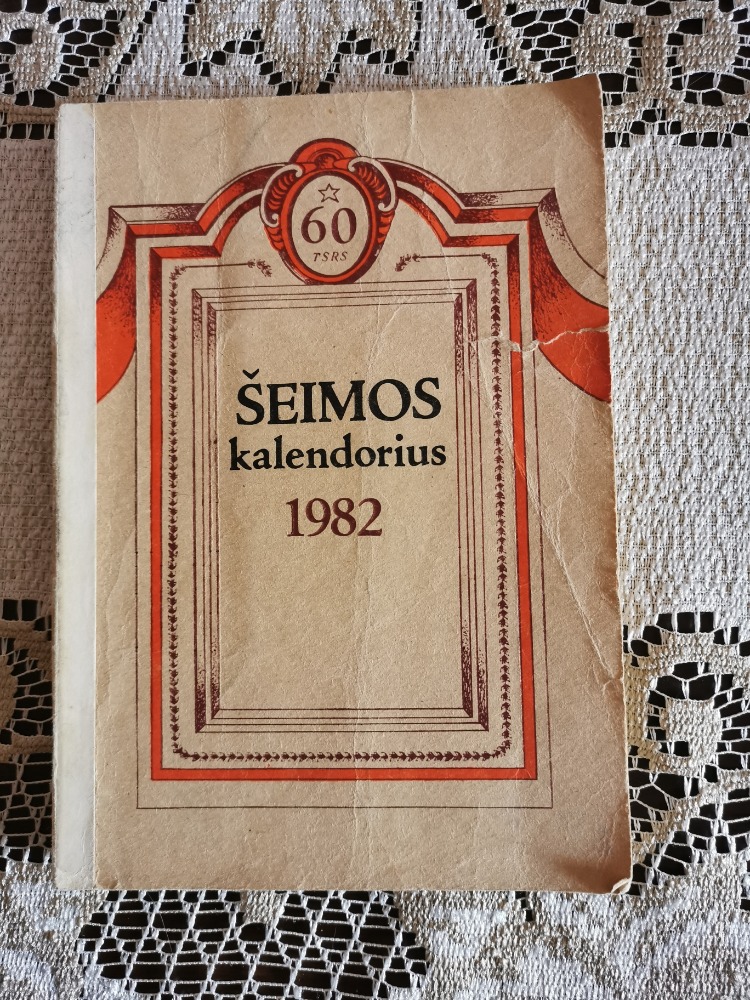 60
TSRS
ŠEIMOS
kalendorius
1982